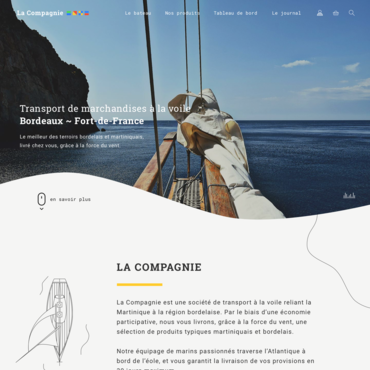 La Compagnie
Le bateau
Nos produits
Tableau de bord
Le journal
Transport de marchandises à la voile
Bordeaux ~ Fort-de-France
Le meilleur des terroirs bordelais et martiniquais,
livré chez vous, grâce à la force du vent.
en savoir plus
LA COMPAGNIE
La Compagnie est une société de transport à la voile reliant la
Martinique à la région bordelaise. Par le biais d'une économie
participative, nous vous livrons, grâce à la force du vent, une
sélection de produits typiques martiniquais et bordelais.
Notre équipage de marins passionnés traverse l'Atlantique à
bord de l'éole, et vous garantit la livraison de vos provisions en